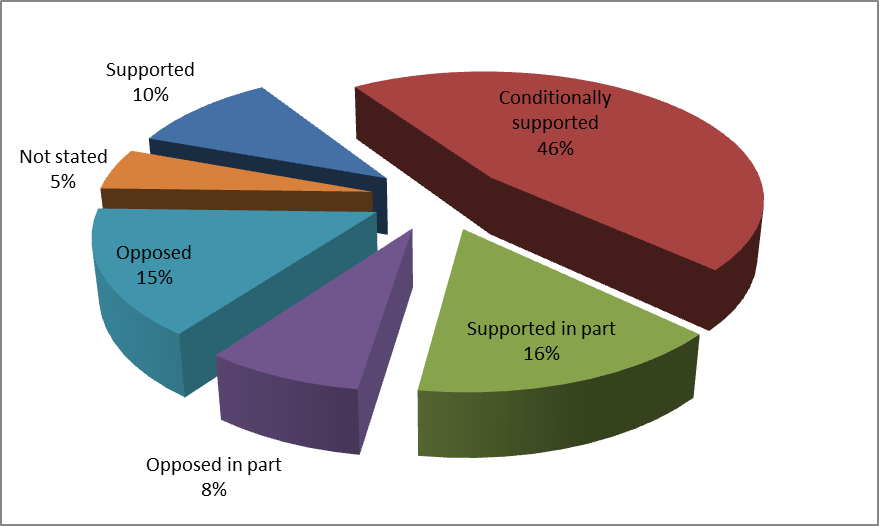 Supported
10%
Conditionally
supported
46%
Not stated
5%
Opposed
15%
Supported in part
16%
Opposed in part
8%